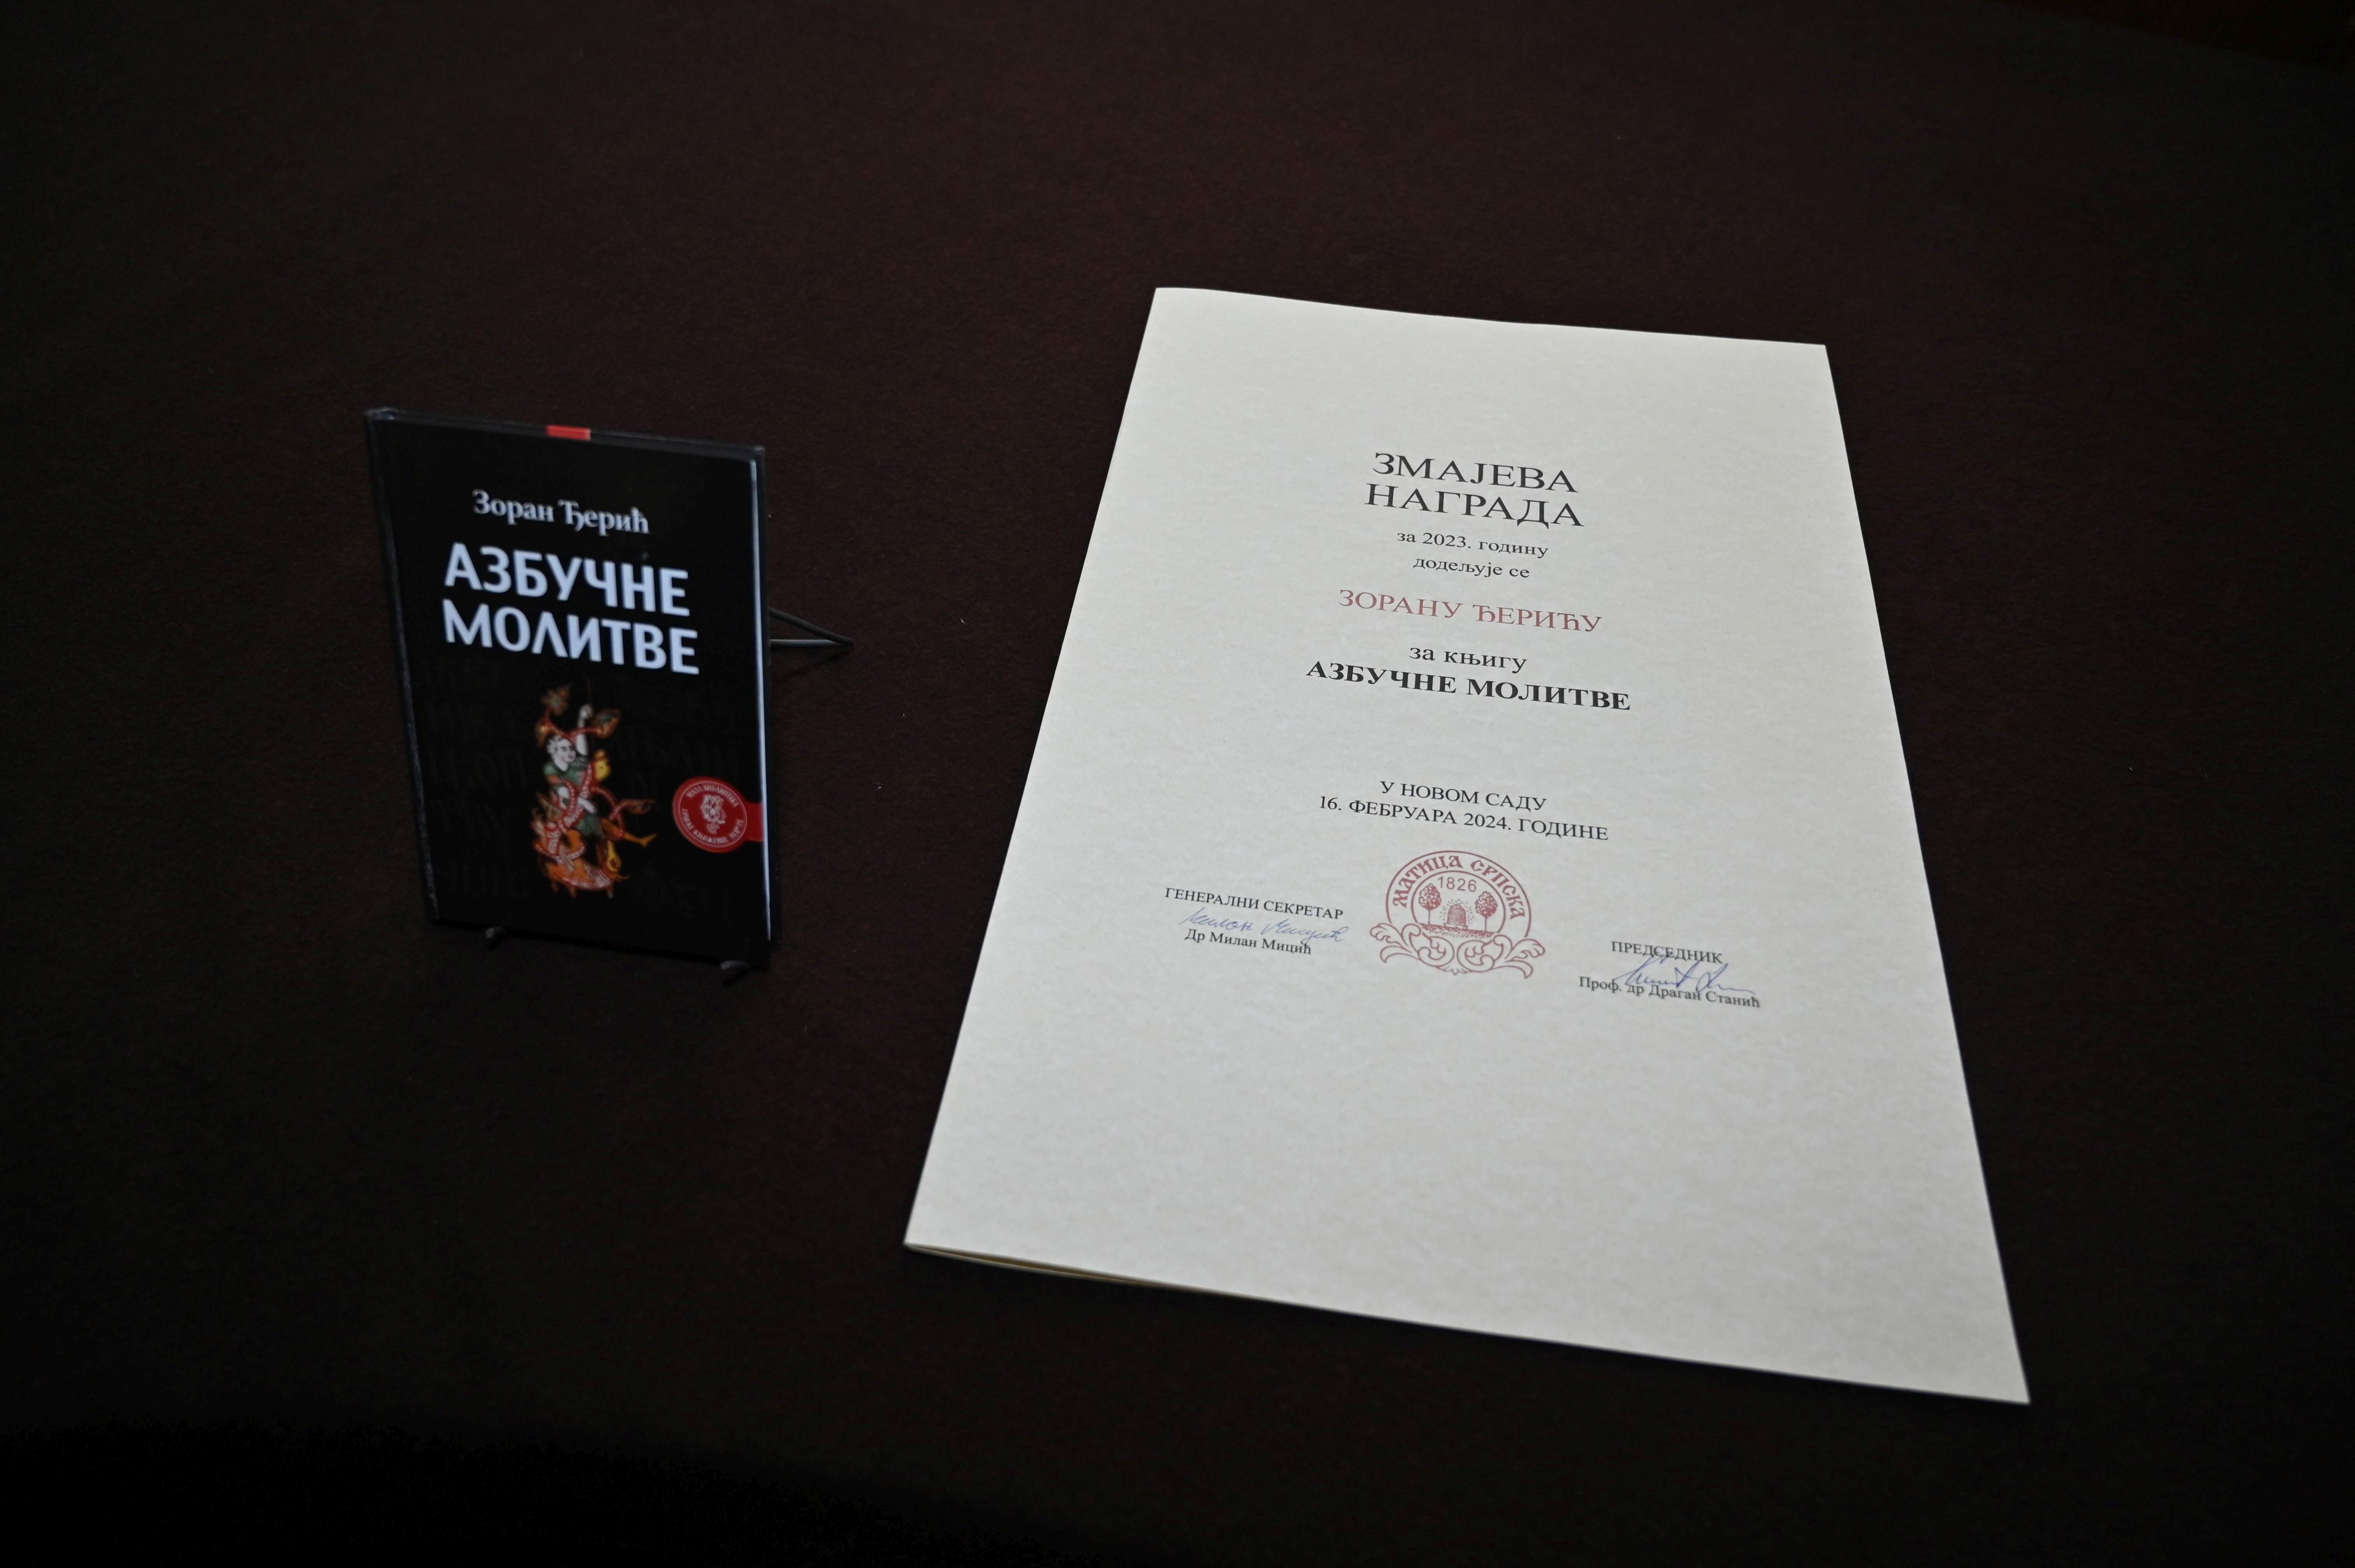 Зоран Ђерић
АЗБУЧНЕ
МОЛИТВЕ
ЗМАЈЕВА
НАГРАДА
за 2023. годину
додељује се
ЗОРАНУ ЂЕРИЋУ
за књигу
АЗБУЧНЕ МОЛИТВЕ
У НОВОМ САДУ
16. ФЕБРУАРА 2024. ГОДИНЕ
МАТИЦА СРПСКА
1826
ГЕНЕРАЛНИ СЕКРЕТАР
Др Милан Мицић
ПРЕДСЕДНИК
Проф. др Драган Станић